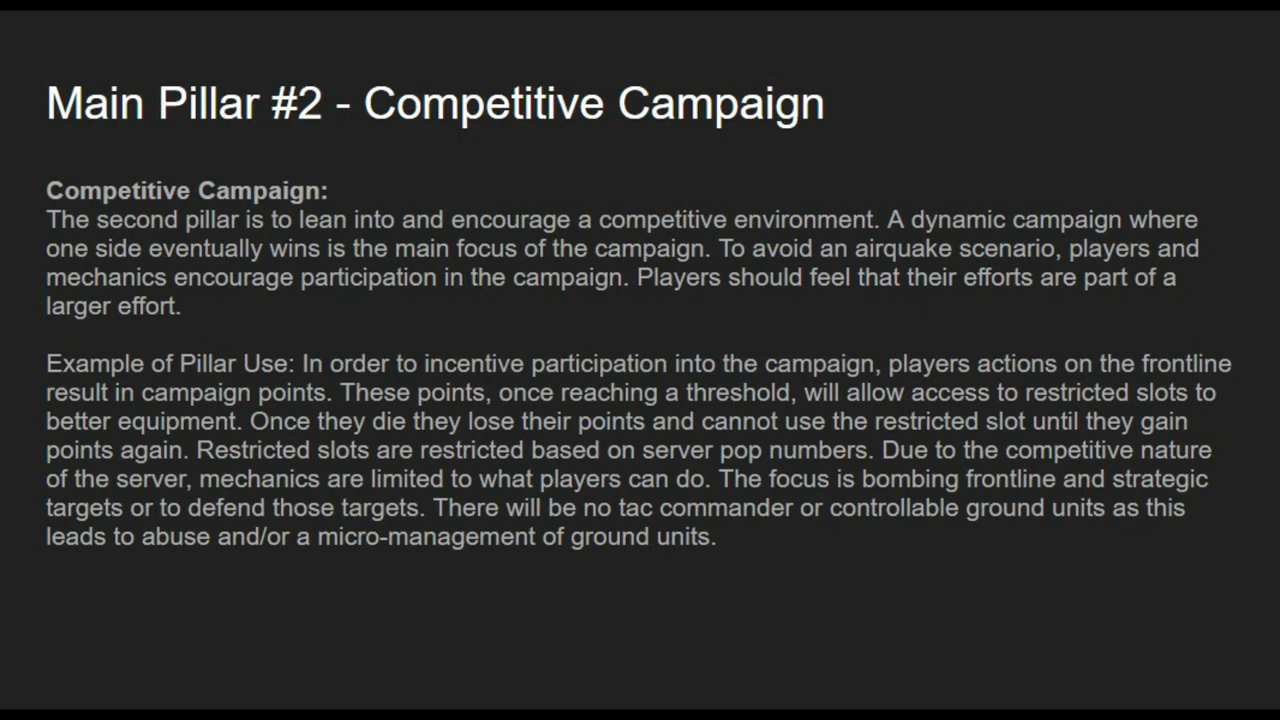 Main Pillar #2 - Competitive Campaign
Competitive Campaign:
The second pillar is to lean into and encourage a competitive environment. A dynamic campaign where
one side eventually wins is the main focus of the campaign. To avoid an airquake scenario, players and
mechanics encourage participation in the campaign. Players should feel that their efforts are part of a
larger effort.
Example of Pillar Use: In order to incentive participation into the campaign, players actions on the frontline
result in campaign points. These points, once reaching a threshold, will allow access to restricted slots to
better equipment. Once they die they lose their points and cannot use the restricted slot until they gain
points again. Restricted slots are restricted based on server pop numbers. Due to the competitive nature
of the server, mechanics are limited to what players can do. The focus is bombing frontline and strategic
targets or to defend those targets. There will be no tac commander or controllable ground units as this
leads to abuse and/or a micro-management of ground units.